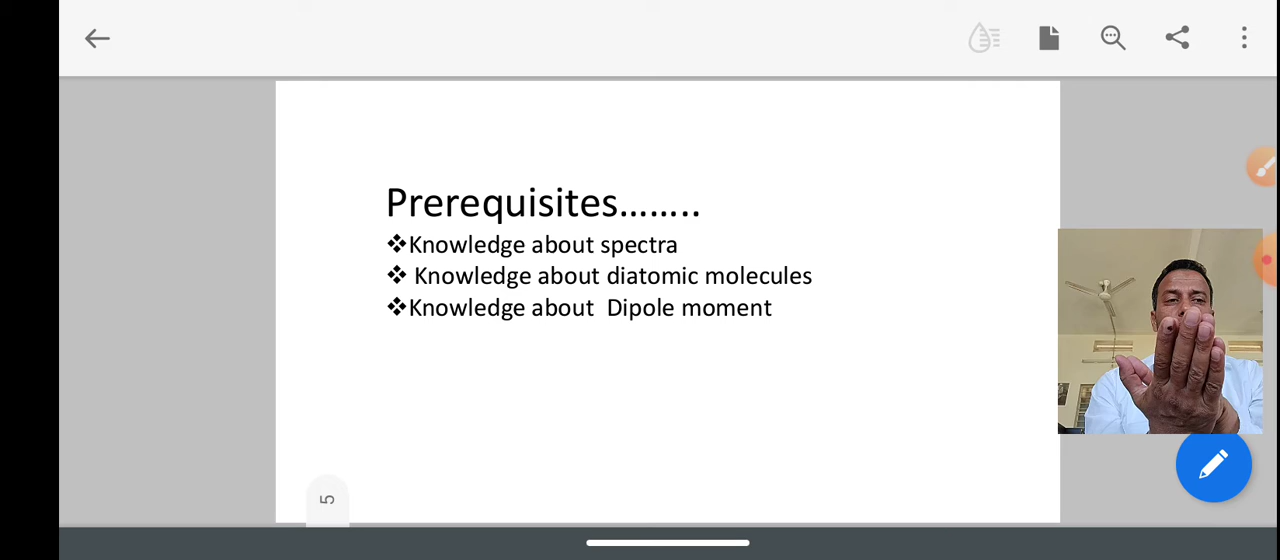 Prerequisites……..
❖Knowledge about spectra
❖ Knowledge about diatomic molecules
❖Knowledge about  Dipole moment
5